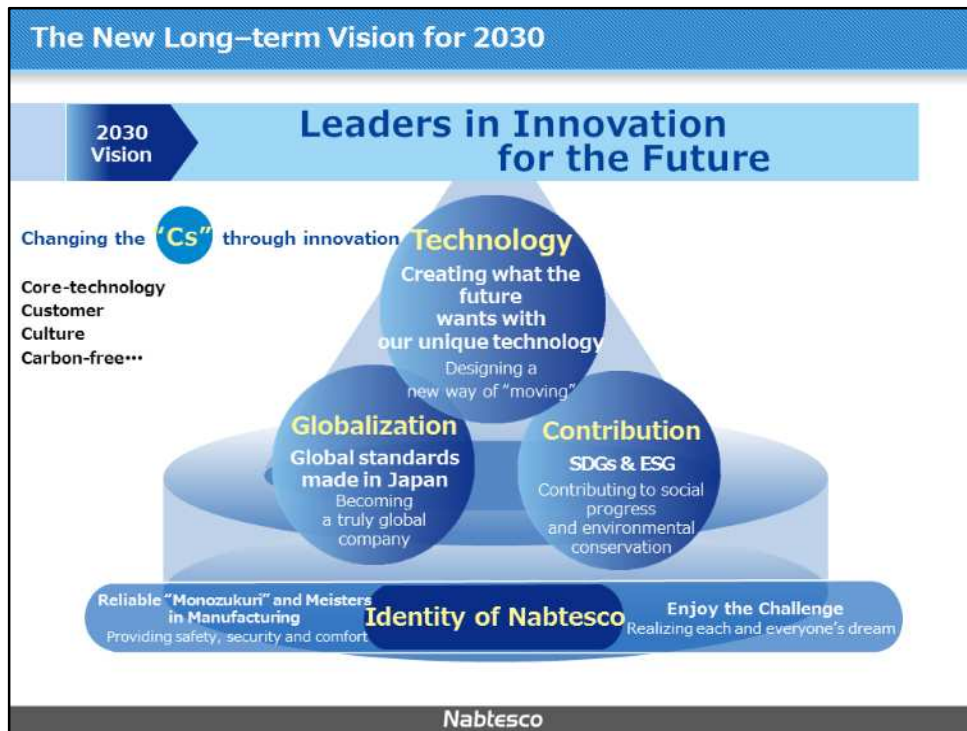 The New Long-term Vision for 2030
2030
Vision
Leaders in Innovation
for the Future
Changing the “Cs” through innovation
Core-technology
Customer
Culture
Carbon-free···
Technology
Creating what the
future
wants with
our unique technology
Designing a
new way of “moving”
Globalization
Global standards
made in Japan
Becoming
a truly global
company
Contribution
SDGs & ESG
Contributing to social
progress
and environmental
conservation
Reliable “Monozukuri” and Meisters
in Manufacturing
Providing safety, security and comfort
Identity of Nabtesco
Enjoy the Challenge
Realizing each and everyone’s dream
Nabtesco